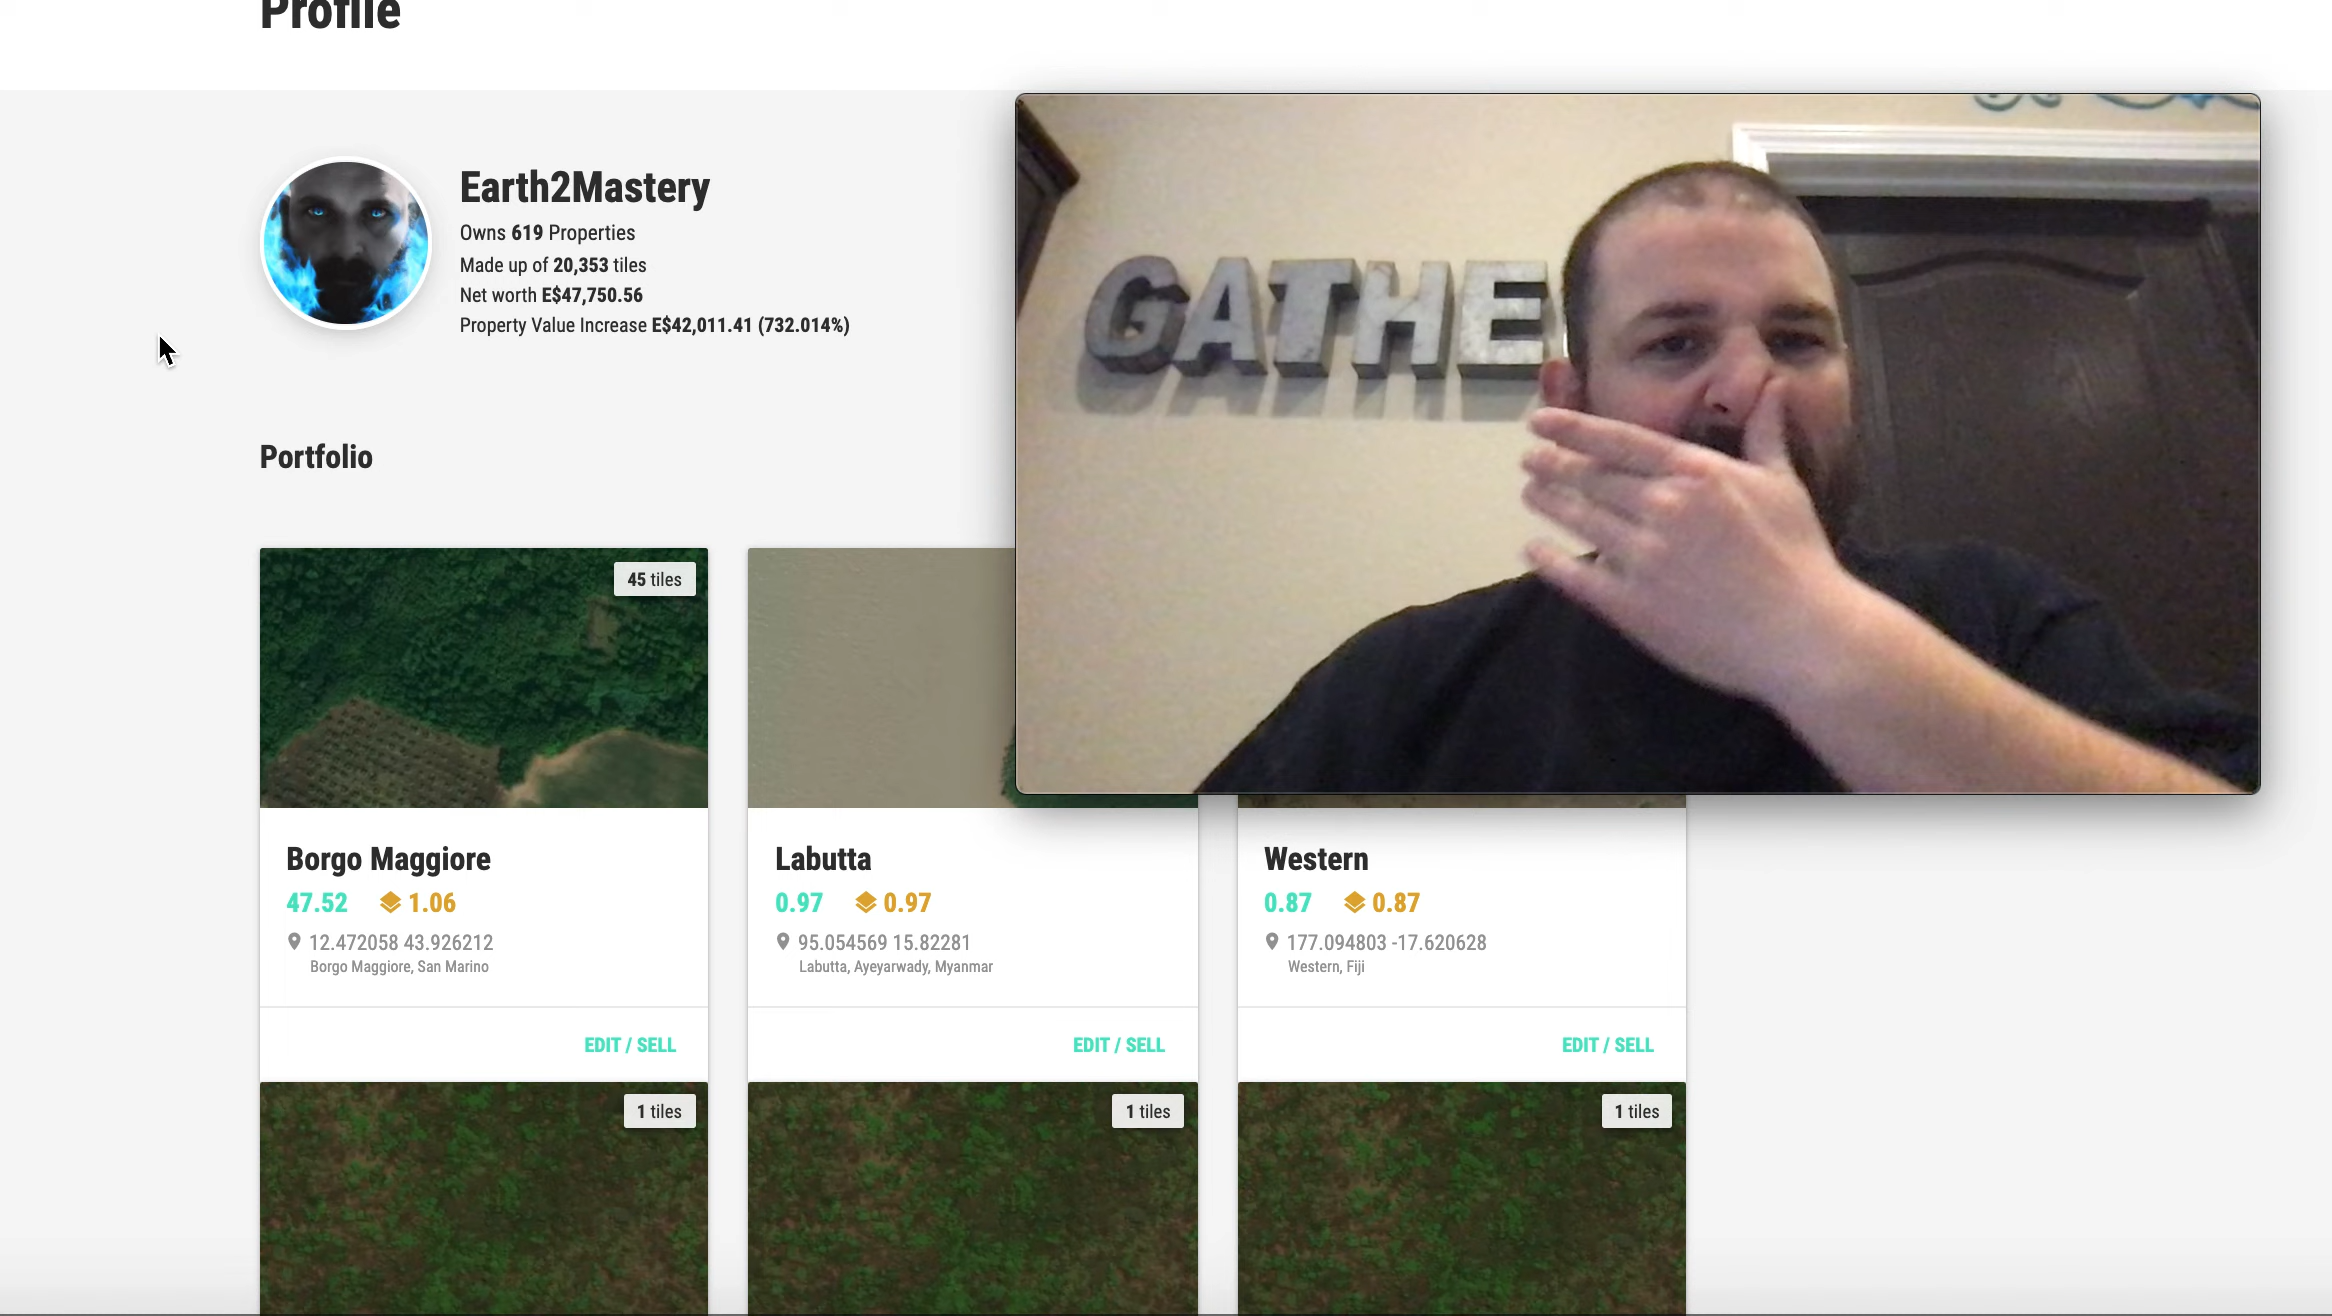 Profile
Earth2Mastery
Owns 619 Properties
Made up of 20,353 tiles
Net worth E$47,750.56
Property Value Increase E$42,011.41 (732.014%)
GATHE
Portfolio
45 tiles
Borgo Maggiore
47.52 1.06
12.472058 43.926212
Borgo Maggiore, San Marino
EDIT / SELL
Labutta
0.97 0.97
95.054569 15.82281
Labutta, Ayeyarwady, Myanmar
EDIT / SELL
Western
0.87 0.87
177.094803 -17.620628
Western, Fiji
EDIT / SELL
1 tiles
1 tiles
1 tiles